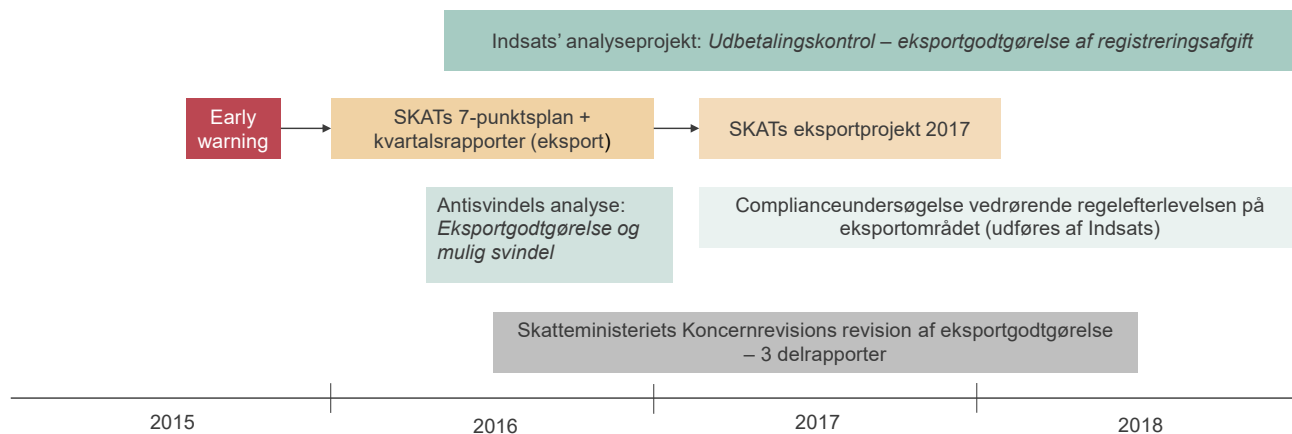 Indsats’ analyseprojekt: Udbetalingskontrol – eksportgodtgørelse af registreringsafgift
Early
warning
SKATs 7-punktsplan +
kvartalsrapporter (eksport)
SKATs eksportprojekt 2017
Antisvindels analyse:
Eksportgodtgørelse og
mulig svindel
Complianceundersøgelse vedrørende regelefterlevelsen på
eksportområdet (udføres af Indsats)
Skatteministeriets Koncernrevisions revision af eksportgodtgørelse
– 3 delrapporter
2015
2016
2017
2018